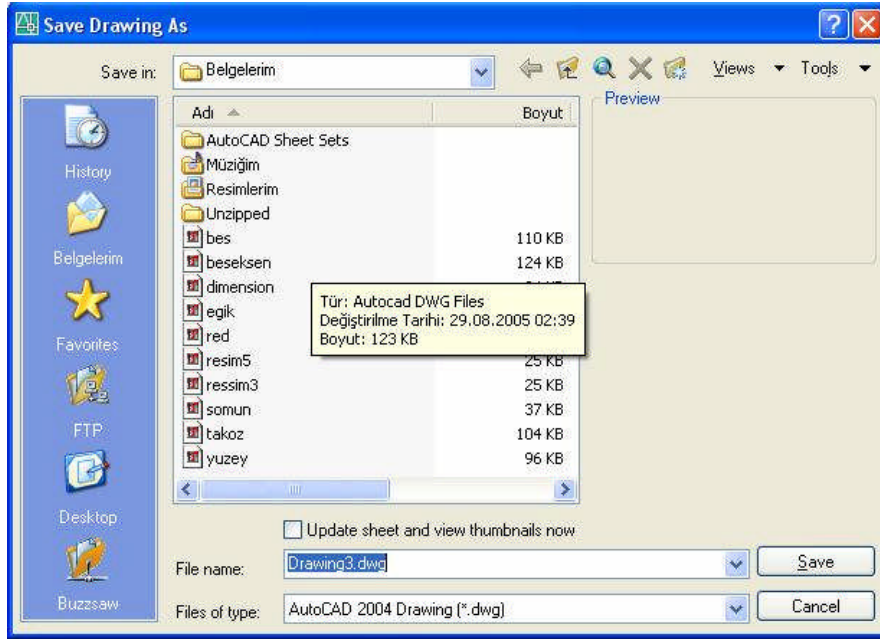 Save Drawing As
Save in:
Belgelerim
Views
Tools
History
Belgelerim
Favorites
FTP
Desktop
Buzzsaw
Adı
Boyut
AutoCAD Sheet Sets
Müziğim
Resimlerim
Unzipped
bes 110 KB
beseksen 124 KB
dimension
egik
red
resim5 25 KB
ressim3 25 KB
somun 37 KB
takoz 104 KB
yuzey 96 KB
Tür: Autocad DWG Files
Değiştirilme Tarihi: 29.08.2005 02:39
Boyut: 123 KB
Preview
Update sheet and view thumbnails now
File name: Drawing3.dwg
Save
Files of type: AutoCAD 2004 Drawing (*.dwg)
Cancel